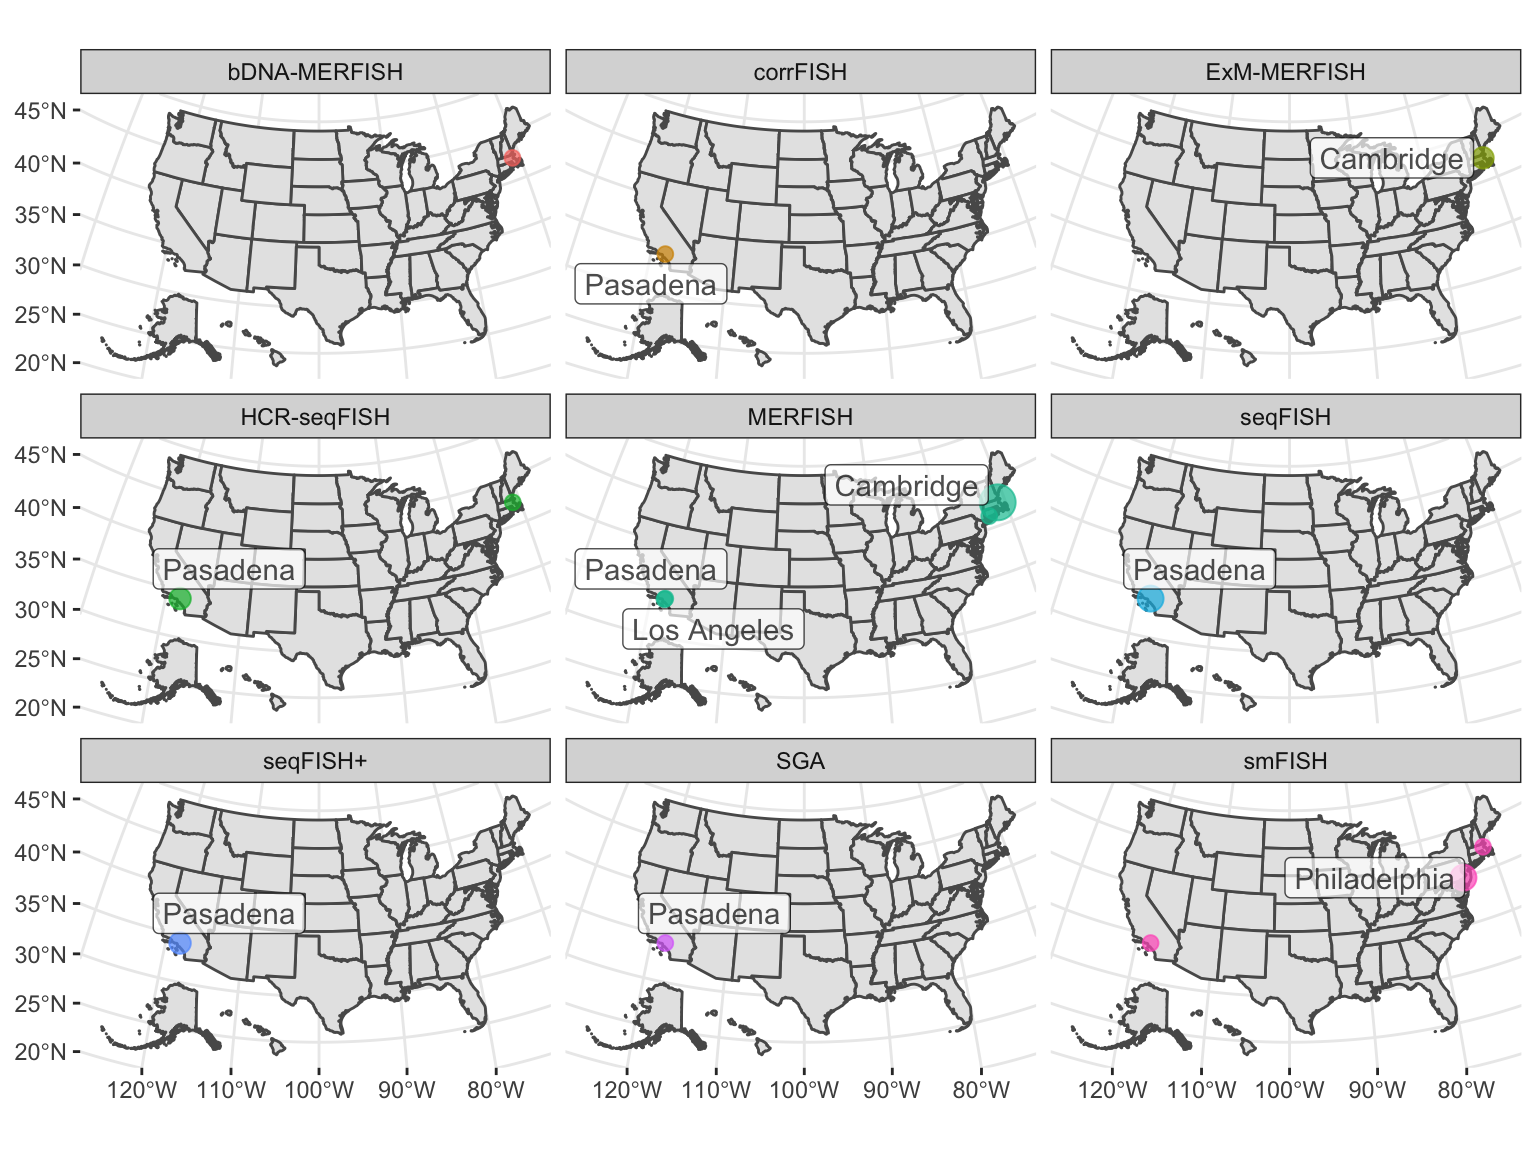 bDNA-MERFISH corrFISH ExM-MERFISH
45°N
40°N
35°N
30°N
25°N
20°N
Pasadena
Cambridge
HCR-seqFISH MERFISH seqFISH
45°N
40°N
35°N
30°N
25°N
20°N
Pasadena
Cambridge
Pasadena
Los Angeles
Pasadena
seqFISH+ SGA smFISH
45°N
40°N
35°N
30°N
25°N
20°N
Pasadena
Pasadena
Philadelphia
120°W 110°W 100°W 90°W 80°W 120°W 110°W 100°W 90°W 80°W 120°W 110°W 100°W 90°W 80°W